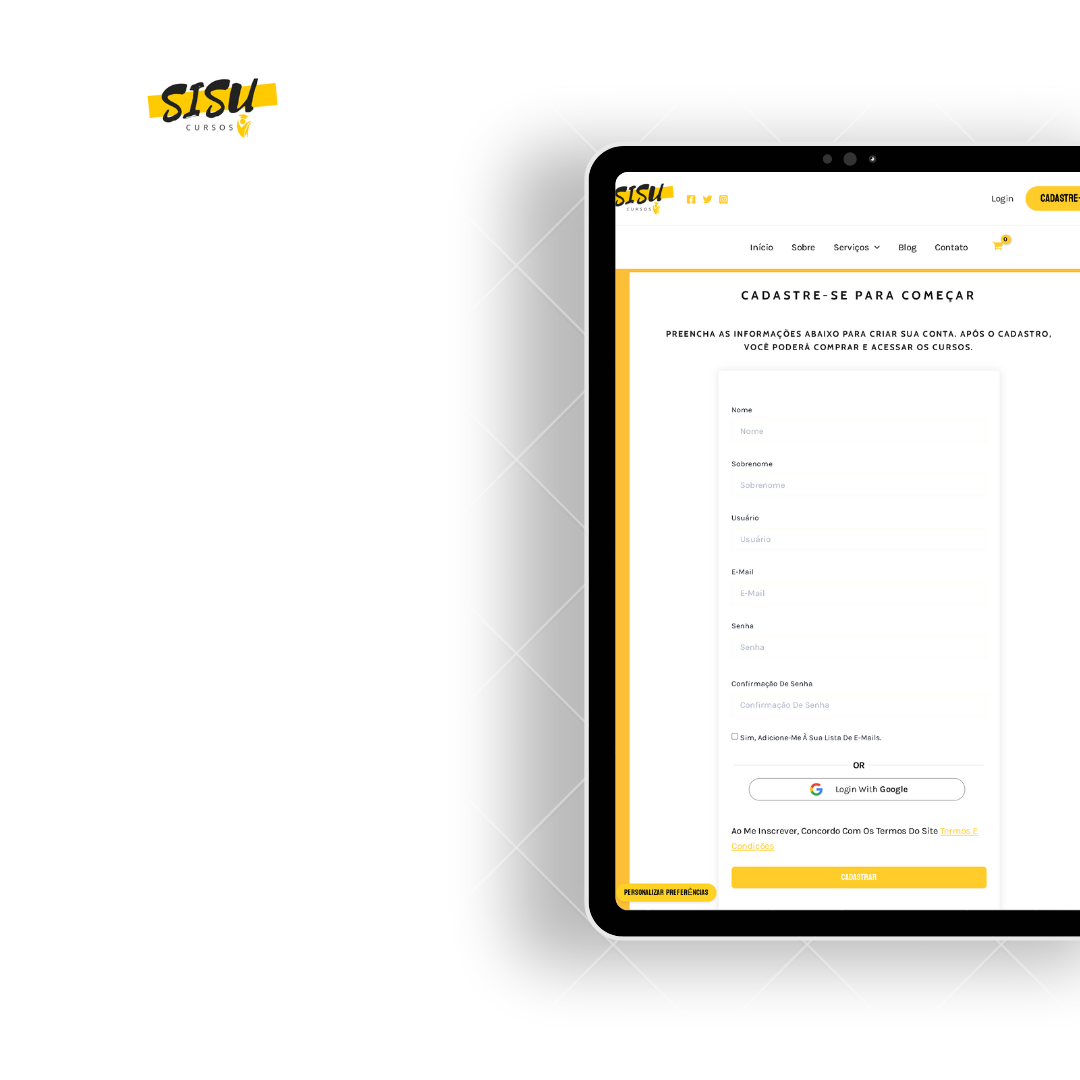 SISU
CURSOS
SISU
CURSOS
Login
CADASTRE-
Início
Sobre
Serviços
Blog
Contato
0
CADASTRE-SE PARA COMEÇAR
PREENCHA AS INFORMAÇÕES ABAIXO PARA CRIAR SUA CONTA. APÓS O CADASTRO,
VOCÊ PODERÁ COMPRAR E ACESSAR OS CURSOS.
Nome
Nome
Sobrenome
Sobrenome
Usuário
Usuário
E-Mail
E-Mail
Senha
Senha
Confirmação De Senha
Confirmação De Senha
Sim, Adicione-Me À Sua Lista De E-Mails.
OR
Login With Google
Ao Me Inscrever, Concordo Com Os Termos Do Site Termos E
Condições
CADASTRAR
PERSONALIZAR PREFERÊNCIAS